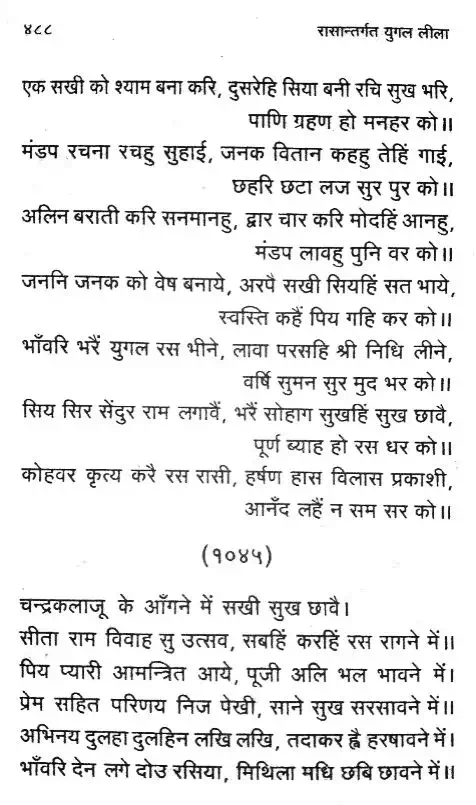 ४८८ रासान्तर्गत युगल लीला
एक सखी को श्याम बना करि, दुसरेहि सिया बनी रचि सुख भरि,
पाणि ग्रहण हो मनहर को॥
मंडप रचना रचहु सुहाई, जनक वितान कहहु तेहिं गाई,
छहरि छटा लज सुर पुर को॥
अलिन बराती करि सनमानहु, द्वार चार करि मोदहिं आनहु,
मंडप लावहु पुनि वर को॥
जननि जनक को वेष बनाये, अरपै सखी सियहिं सत भाये,
स्वस्ति कहैं पिय गहि कर को॥
भाँवरि भरैं युगल रस भीने, लावा परसहि श्री निधि लीने,
वर्षि सुमन सुर मुद भर को॥
सिय सिर सेंदुर राम लगावैं, भरैं सोहाग सुखहिं सुख छावै,
पूर्ण ब्याह हो रस धर को॥
कोहवर कृत्य करै रस रासी, हर्षण हास विलास प्रकाशी,
आनँद लहैं न सम सर को॥
(१०४५)
चन्द्रकलाजू के आँगने में सखी सुख छावै।
सीता राम विवाह सु उत्सव, सबहिं करहिं रस रागने में॥
पिय प्यारी आमन्त्रित आये, पूजी अलि भल भावने में।
प्रेम सहित परिणय निज पेखी, साने सुख सरसावने में॥
अभिनय दुलहा दुलहिन लखि लखि, तदाकर ह्वै हरषावने में।
भाँवरि देन लगे दोउ रसिया, मिथिला मधि छबि छावने में॥